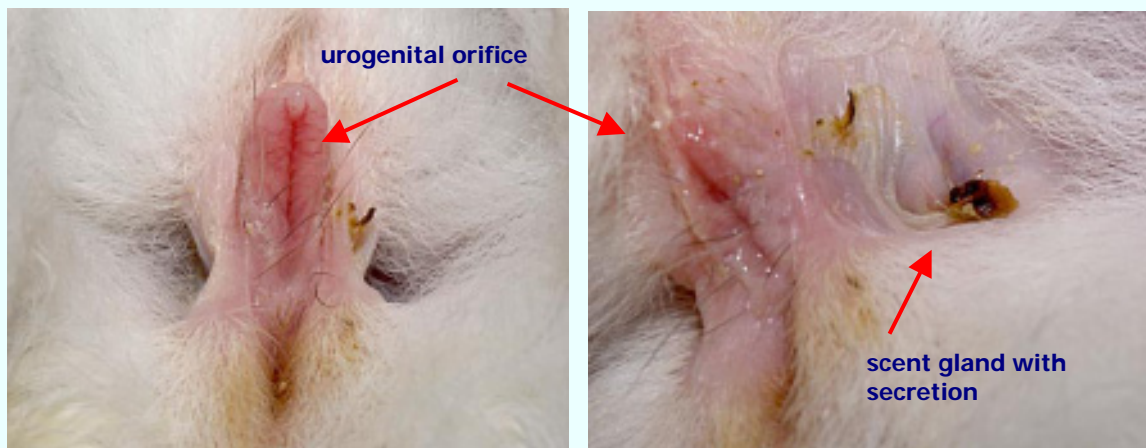 urogenital orifice
scent gland with
secretion